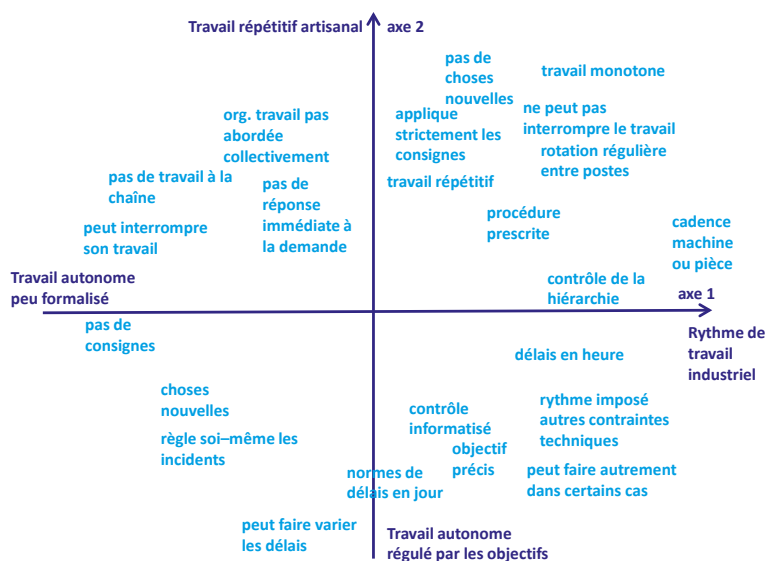 Travail répétitif artisanal
axe 2
pas de
choses
nouvelles
travail monotone
org. travail pas
abordée
collectivement
applique
strictement les
consignes
ne peut pas
interrompre le travail
rotation régulière
entre postes
pas de travail à la
chaîne
pas de
réponse
immédiate à
la demande
travail répétitif
peut interrompre
son travail
procédure
prescrite
cadence
machine
ou pièce
Travail autonome
peu formalisé
contrôle de la
hiérarchie
axe 1
pas de
consignes
Rythme de
travail
industriel
délais en heure
choses
nouvelles
rythme imposé
autres contraintes
techniques
contrôle
informatisé
règle soi–même les
incidents
objectif
précis
normes de
délais en jour
peut faire autrement
dans certains cas
peut faire varier
les délais
Travail autonome
régulé par les objectifs